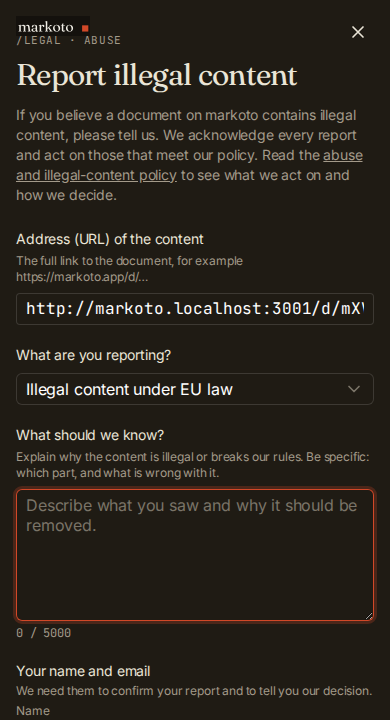 markoto
/LEGAL · ABUSE
Report illegal content
If you believe a document on markoto contains illegal
content, please tell us. We acknowledge every report
and act on those that meet our policy. Read the abuse
and illegal-content policy to see what we act on and
how we decide.
Address (URL) of the content
The full link to the document, for example
https://markoto.app/d/…
http://markoto.localhost:3001/d/mX
What are you reporting?
Illegal content under EU law
What should we know?
Explain why the content is illegal or breaks our rules. Be specific:
which part, and what is wrong with it.
Describe what you saw and why it should be
removed.
0 / 5000
Your name and email
We need them to confirm your report and to tell you our decision.
Name